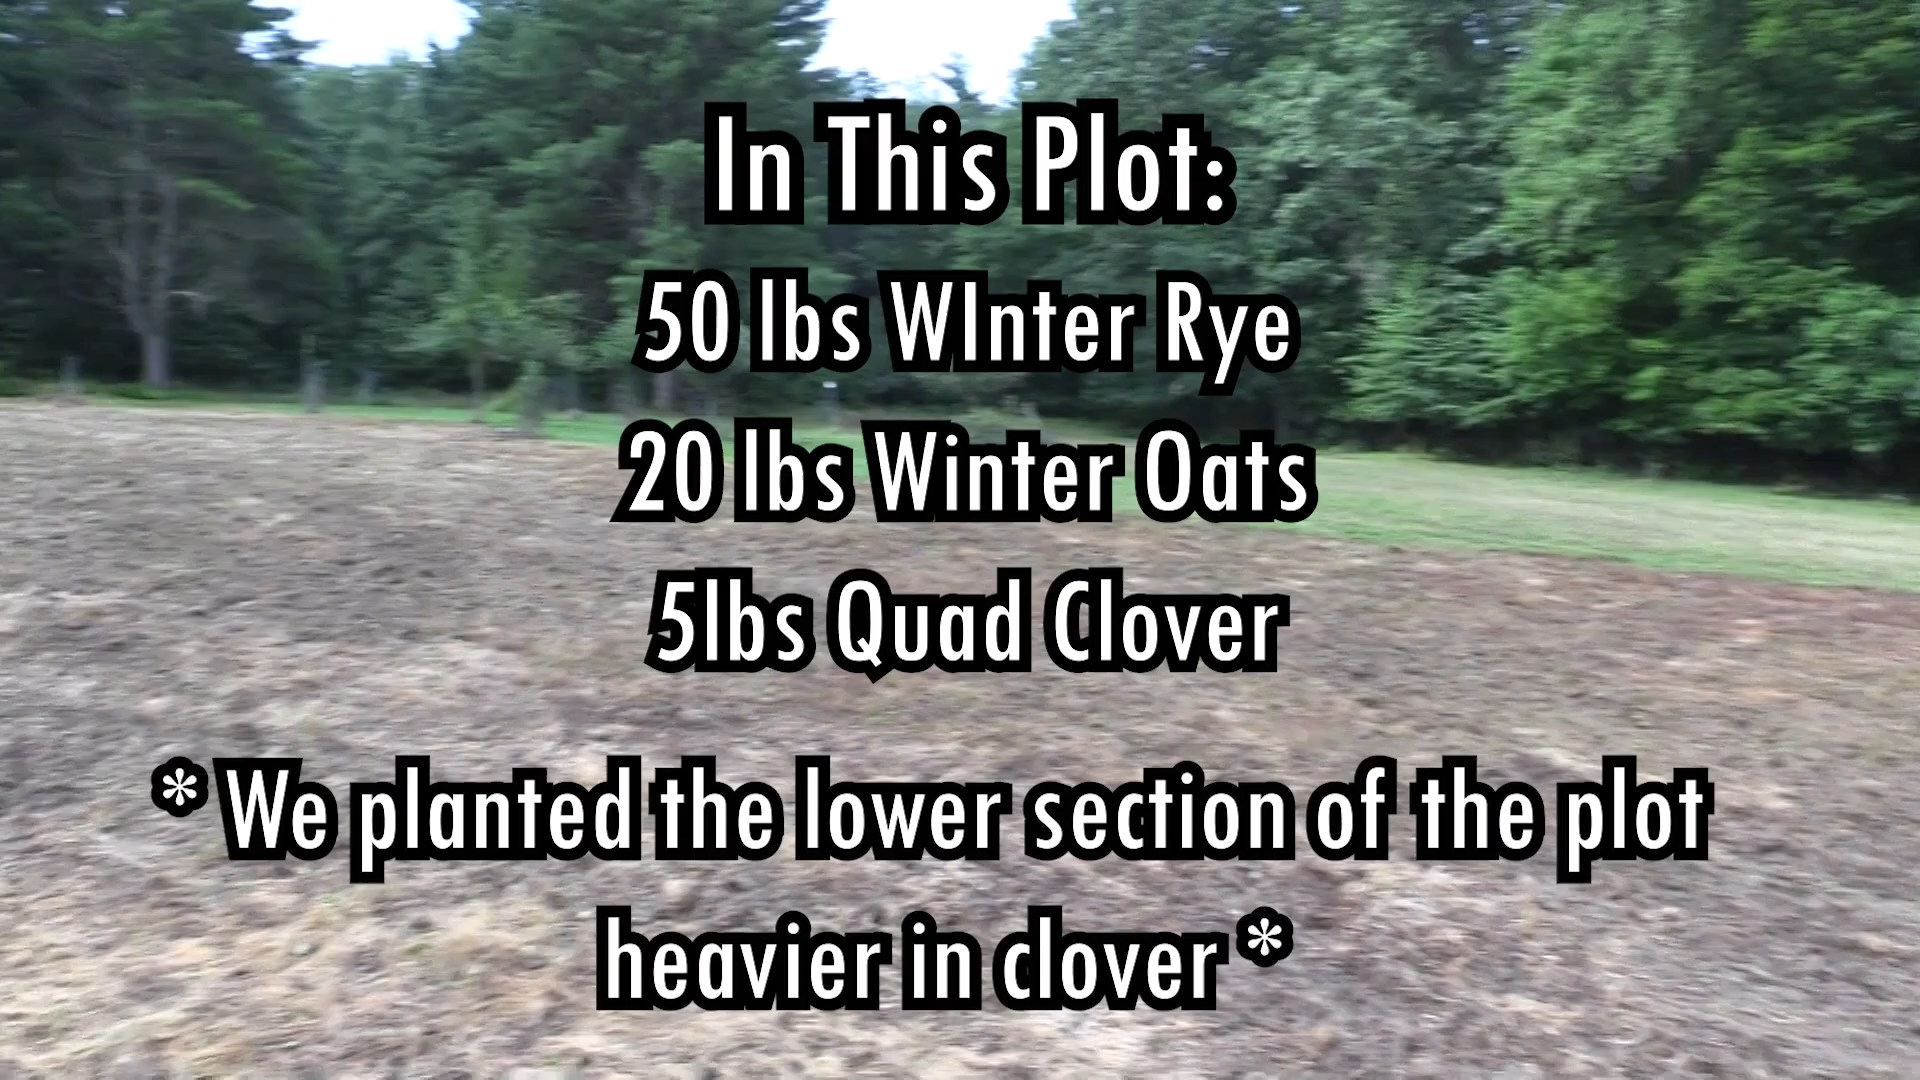 In This Plot:
50 lbs WInter Rye
20 lbs Winter Oats
5lbs Quad Clover
* We planted the lower section of the plot
heavier in clover *